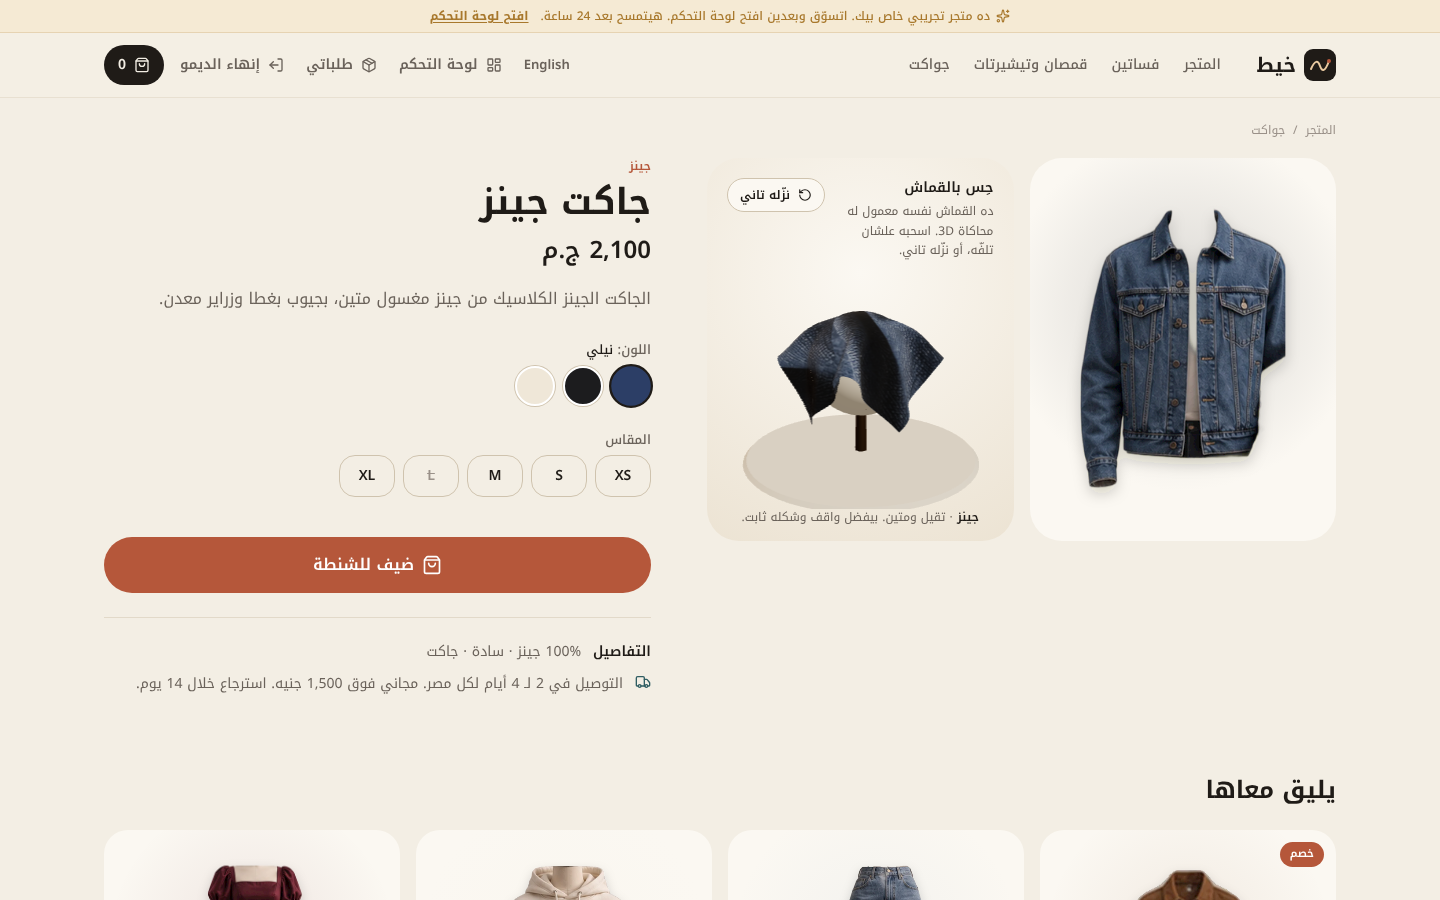 ده متجر تجريبي خاص بيك. اتسوّق وبعدين افتح لوحة التحكم. هيتمسح بعد 24 ساعة. افتح لوحة التحكم
خيط
المتجر فساتين قمصان وتيشيرتات جواكت
English لوحة التحكم طلباتي إنهاء الديمو 0
المتجر / جواكت
حِس بالقماش
ده القماش نفسه معمول له
محاكاة 3D. اسحبه علشان
تلفّه، أو نزّله تاني.
نزّله تاني
جينز · تقيل ومتين. بيفضل واقف وشكله ثابت.
جينز
جاكت جينز
2,100 ج.م
الجاكت الجينز الكلاسيك من جينز مغسول متين، بجيوب بغطا وزراير معدن.
اللون: نيلي
المقاس
XS S M L XL
ضيف للشنطة
التفاصيل 100% جينز · سادة · جاكت
التوصيل في 2 لـ 4 أيام لكل مصر. مجاني فوق 1,500 جنيه. استرجاع خلال 14 يوم.
يليق معاها
خصم